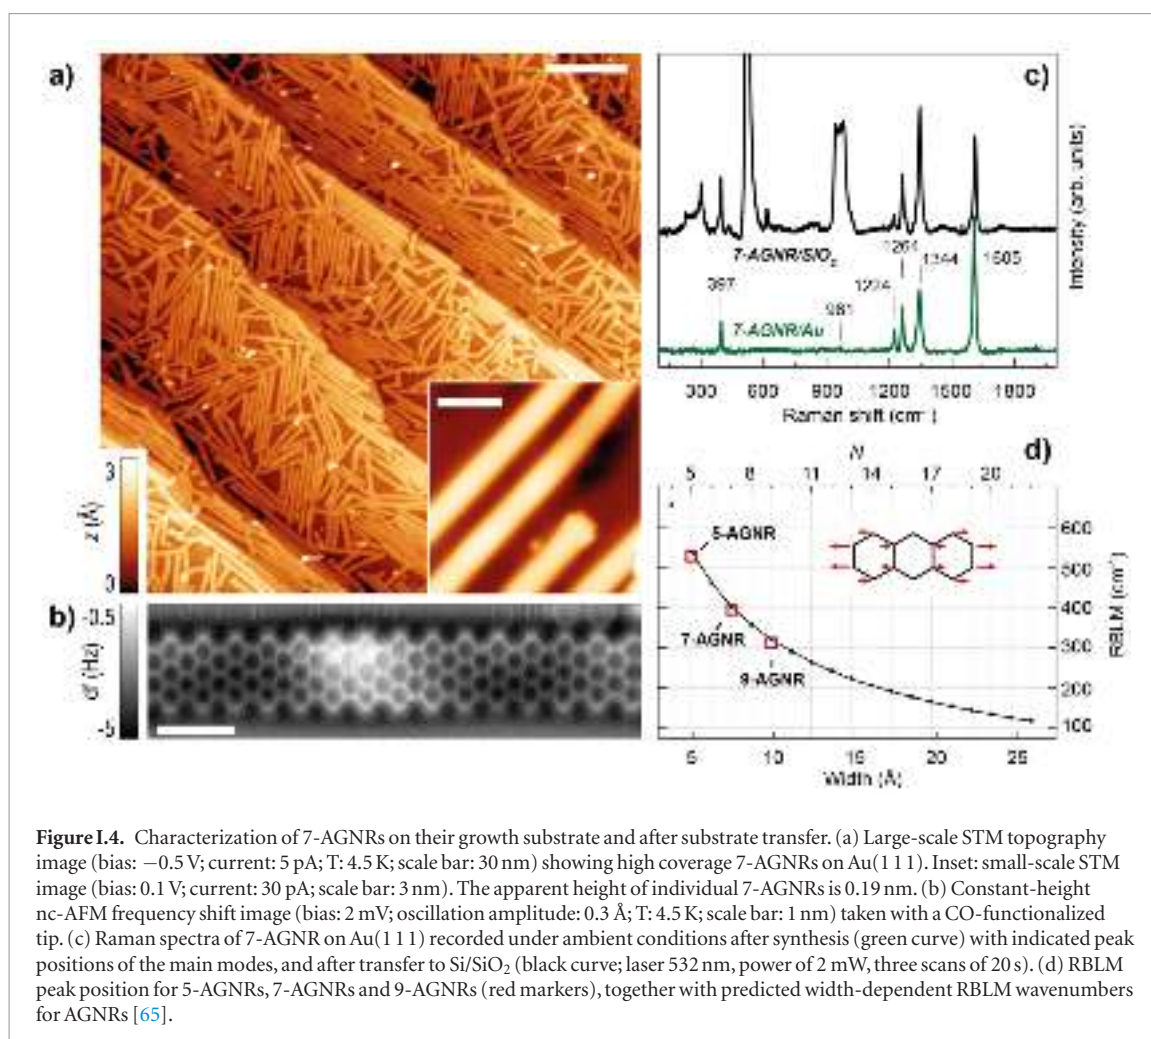 a)
z (Å)
3
0
b)
-0.5
df (Hz)
-5
c)
7-AGNR/SiO₂
7-AGNR/Au
397
961
1224
1264
1344
1605
Intensity (arb. units)
300 600 900 1200 1500 1800
Raman shift (cm⁻¹)
d)
N
5 8 11 14 17 20
5-AGNR
7-AGNR
9-AGNR
600
500
400
300
200
100
RBLM (cm⁻¹)
5 10 15 20 25
Width (Å)
Figure I.4. Characterization of 7-AGNRs on their growth substrate and after substrate transfer. (a) Large-scale STM topography
image (bias: −0.5 V; current: 5 pA; T: 4.5 K; scale bar: 30 nm) showing high coverage 7-AGNRs on Au(1 1 1). Inset: small-scale STM
image (bias: 0.1 V; current: 30 pA; scale bar: 3 nm). The apparent height of individual 7-AGNRs is 0.19 nm. (b) Constant-height
nc-AFM frequency shift image (bias: 2 mV; oscillation amplitude: 0.3 Å; T: 4.5 K; scale bar: 1 nm) taken with a CO-functionalized
tip. (c) Raman spectra of 7-AGNR on Au(1 1 1) recorded under ambient conditions after synthesis (green curve) with indicated peak
positions of the main modes, and after transfer to Si/SiO₂ (black curve; laser 532 nm, power of 2 mW, three scans of 20 s). (d) RBLM
peak position for 5-AGNRs, 7-AGNRs and 9-AGNRs (red markers), together with predicted width-dependent RBLM wavenumbers
for AGNRs [65].